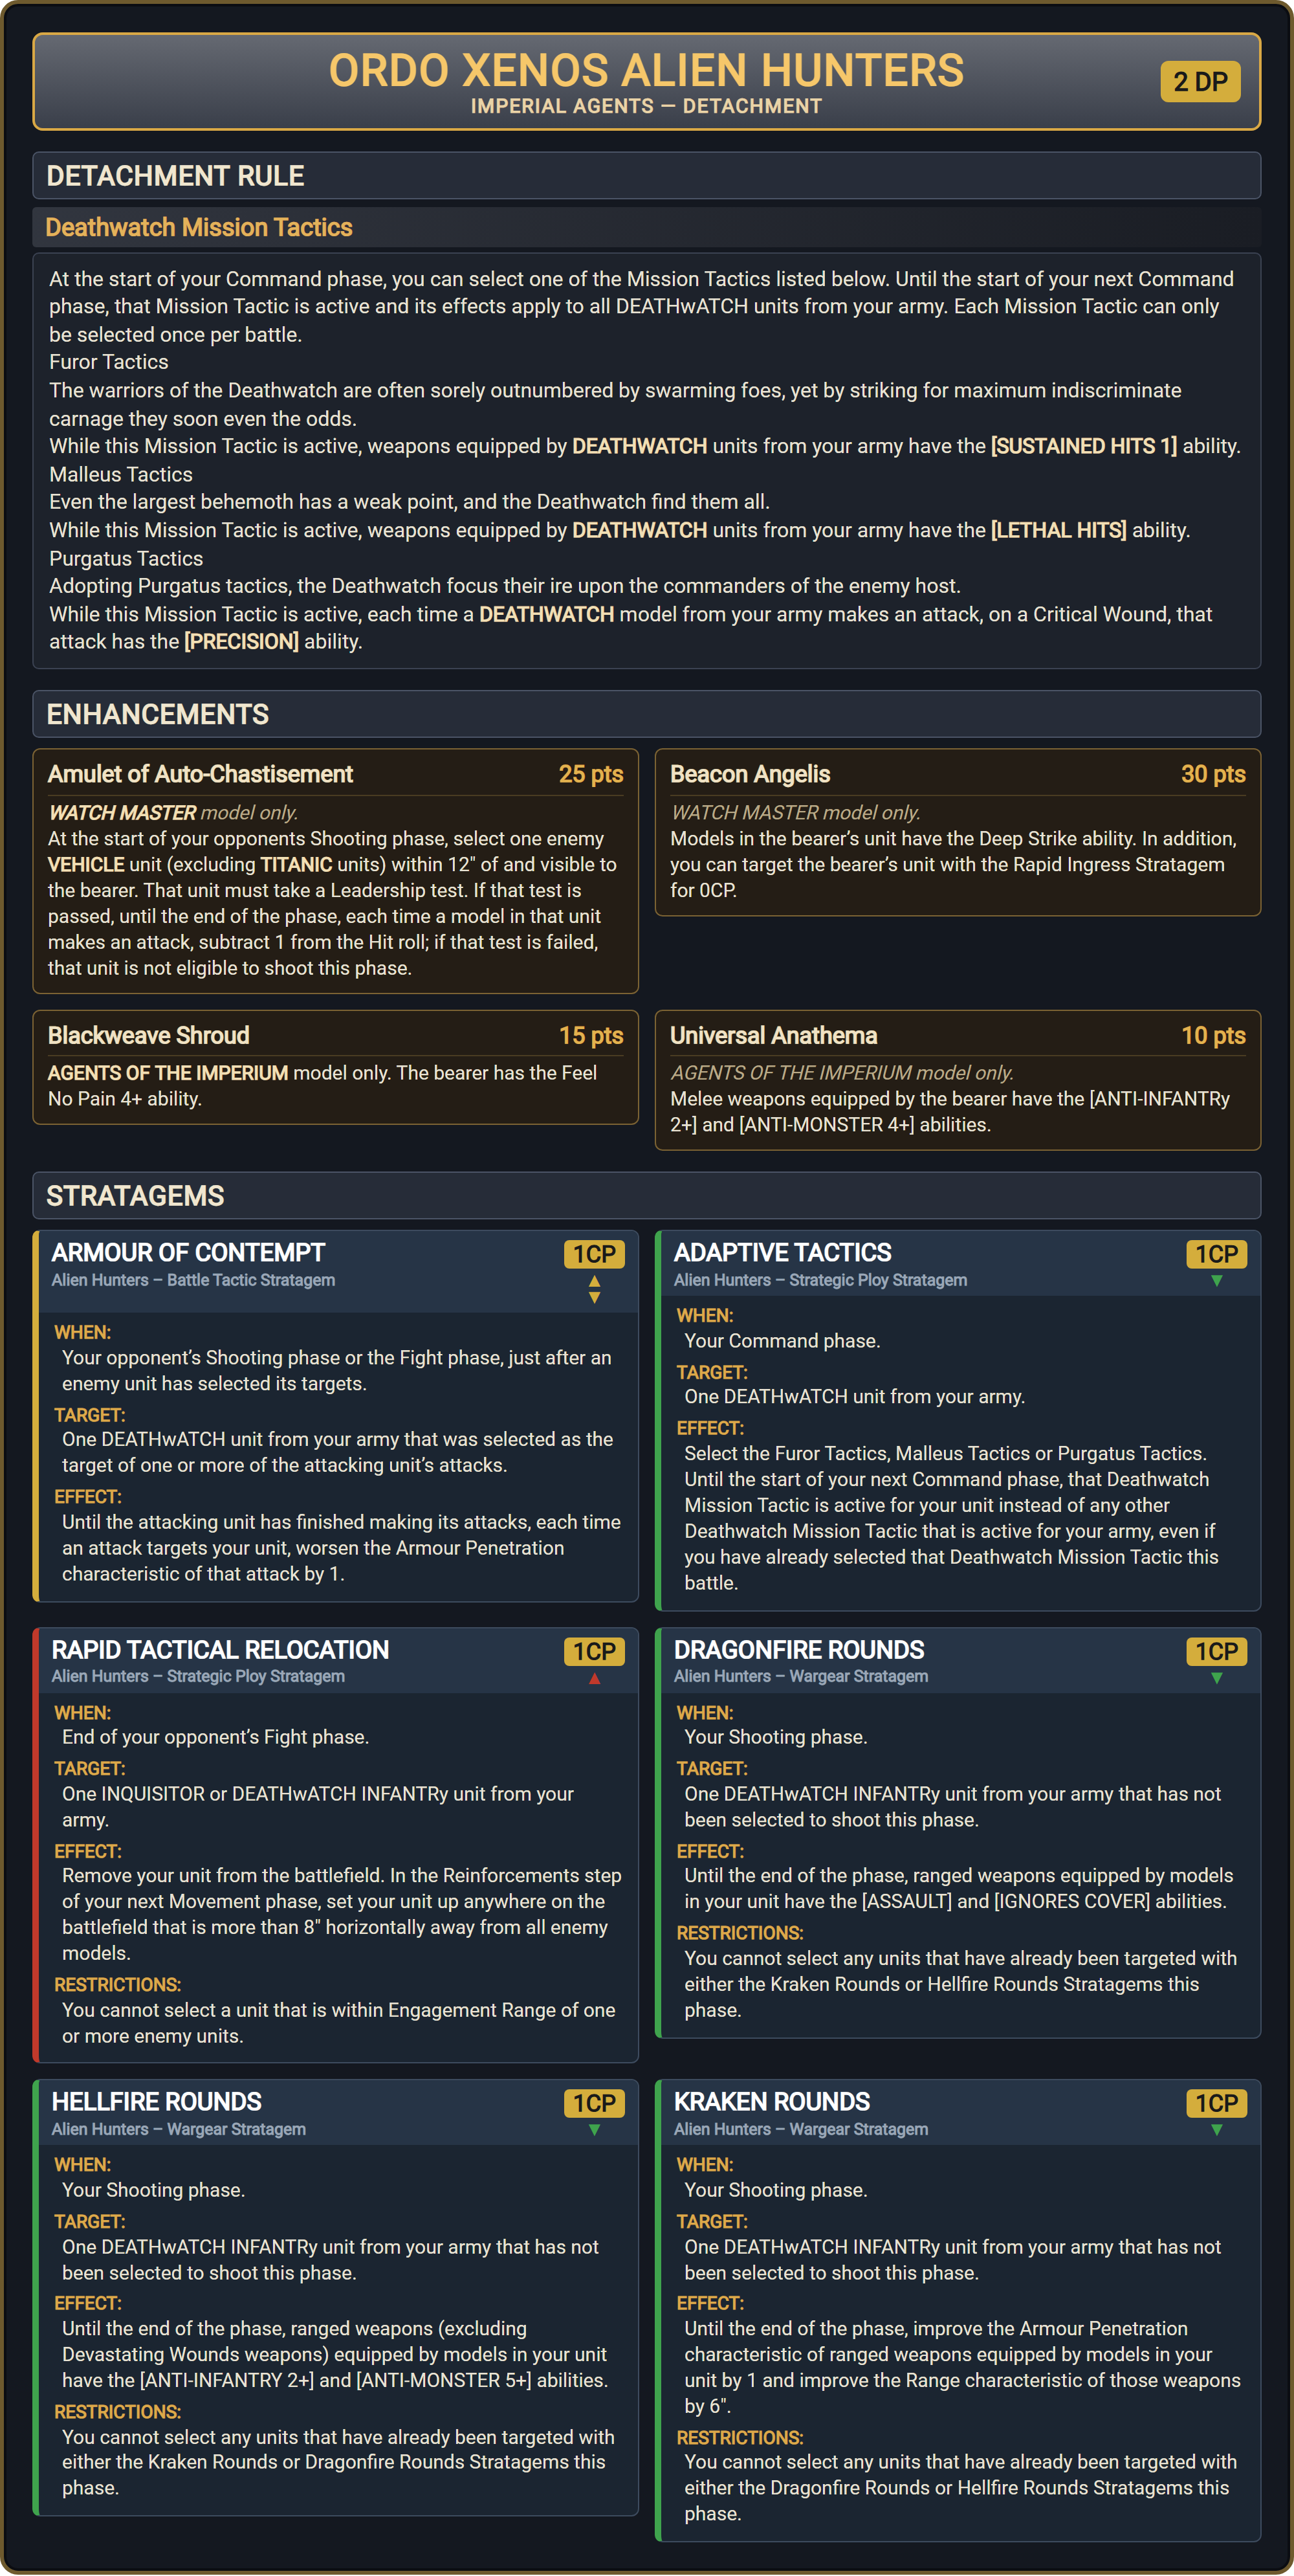 ORDO XENOS ALIEN HUNTERS
IMPERIAL AGENTS — DETACHMENT
2 DP
DETACHMENT RULE
Deathwatch Mission Tactics
At the start of your Command phase, you can select one of the Mission Tactics listed below. Until the start of your next Command
phase, that Mission Tactic is active and its effects apply to all DEATHwATCH units from your army. Each Mission Tactic can only
be selected once per battle.
Furor Tactics
The warriors of the Deathwatch are often sorely outnumbered by swarming foes, yet by striking for maximum indiscriminate
carnage they soon even the odds.
While this Mission Tactic is active, weapons equipped by DEATHWATCH units from your army have the [SUSTAINED HITS 1] ability.
Malleus Tactics
Even the largest behemoth has a weak point, and the Deathwatch find them all.
While this Mission Tactic is active, weapons equipped by DEATHWATCH units from your army have the [LETHAL HITS] ability.
Purgatus Tactics
Adopting Purgatus tactics, the Deathwatch focus their ire upon the commanders of the enemy host.
While this Mission Tactic is active, each time a DEATHWATCH model from your army makes an attack, on a Critical Wound, that
attack has the [PRECISION] ability.
ENHANCEMENTS
Amulet of Auto-Chastisement 25 pts
WATCH MASTER model only.
At the start of your opponents Shooting phase, select one enemy
VEHICLE unit (excluding TITANIC units) within 12" of and visible to
the bearer. That unit must take a Leadership test. If that test is
passed, until the end of the phase, each time a model in that unit
makes an attack, subtract 1 from the Hit roll; if that test is failed,
that unit is not eligible to shoot this phase.
Beacon Angelis 30 pts
WATCH MASTER model only.
Models in the bearer’s unit have the Deep Strike ability. In addition,
you can target the bearer’s unit with the Rapid Ingress Stratagem
for 0CP.
Blackweave Shroud 15 pts
AGENTS OF THE IMPERIUM model only. The bearer has the Feel
No Pain 4+ ability.
Universal Anathema 10 pts
AGENTS OF THE IMPERIUM model only.
Melee weapons equipped by the bearer have the [ANTI-INFANTRy
2+] and [ANTI-MONSTER 4+] abilities.
STRATAGEMS
ARMOUR OF CONTEMPT 1CP
Alien Hunters – Battle Tactic Stratagem
▲
▼
WHEN:
Your opponent’s Shooting phase or the Fight phase, just after an
enemy unit has selected its targets.
TARGET:
One DEATHwATCH unit from your army that was selected as the
target of one or more of the attacking unit’s attacks.
EFFECT:
Until the attacking unit has finished making its attacks, each time
an attack targets your unit, worsen the Armour Penetration
characteristic of that attack by 1.
ADAPTIVE TACTICS 1CP
Alien Hunters – Strategic Ploy Stratagem ▼
WHEN:
Your Command phase.
TARGET:
One DEATHwATCH unit from your army.
EFFECT:
Select the Furor Tactics, Malleus Tactics or Purgatus Tactics.
Until the start of your next Command phase, that Deathwatch
Mission Tactic is active for your unit instead of any other
Deathwatch Mission Tactic that is active for your army, even if
you have already selected that Deathwatch Mission Tactic this
battle.
RAPID TACTICAL RELOCATION 1CP
Alien Hunters – Strategic Ploy Stratagem ▲
WHEN:
End of your opponent’s Fight phase.
TARGET:
One INQUISITOR or DEATHwATCH INFANTRy unit from your
army.
EFFECT:
Remove your unit from the battlefield. In the Reinforcements step
of your next Movement phase, set your unit up anywhere on the
battlefield that is more than 8" horizontally away from all enemy
models.
RESTRICTIONS:
You cannot select a unit that is within Engagement Range of one
or more enemy units.
DRAGONFIRE ROUNDS 1CP
Alien Hunters – Wargear Stratagem ▼
WHEN:
Your Shooting phase.
TARGET:
One DEATHwATCH INFANTRy unit from your army that has not
been selected to shoot this phase.
EFFECT:
Until the end of the phase, ranged weapons equipped by models
in your unit have the [ASSAULT] and [IGNORES COVER] abilities.
RESTRICTIONS:
You cannot select any units that have already been targeted with
either the Kraken Rounds or Hellfire Rounds Stratagems this
phase.
HELLFIRE ROUNDS 1CP
Alien Hunters – Wargear Stratagem ▼
WHEN:
Your Shooting phase.
TARGET:
One DEATHwATCH INFANTRy unit from your army that has not
been selected to shoot this phase.
EFFECT:
Until the end of the phase, ranged weapons (excluding
Devastating Wounds weapons) equipped by models in your unit
have the [ANTI-INFANTRY 2+] and [ANTI-MONSTER 5+] abilities.
RESTRICTIONS:
You cannot select any units that have already been targeted with
either the Kraken Rounds or Dragonfire Rounds Stratagems this
phase.
KRAKEN ROUNDS 1CP
Alien Hunters – Wargear Stratagem ▼
WHEN:
Your Shooting phase.
TARGET:
One DEATHwATCH INFANTRy unit from your army that has not
been selected to shoot this phase.
EFFECT:
Until the end of the phase, improve the Armour Penetration
characteristic of ranged weapons equipped by models in your
unit by 1 and improve the Range characteristic of those weapons
by 6".
RESTRICTIONS:
You cannot select any units that have already been targeted with
either the Dragonfire Rounds or Hellfire Rounds Stratagems this
phase.